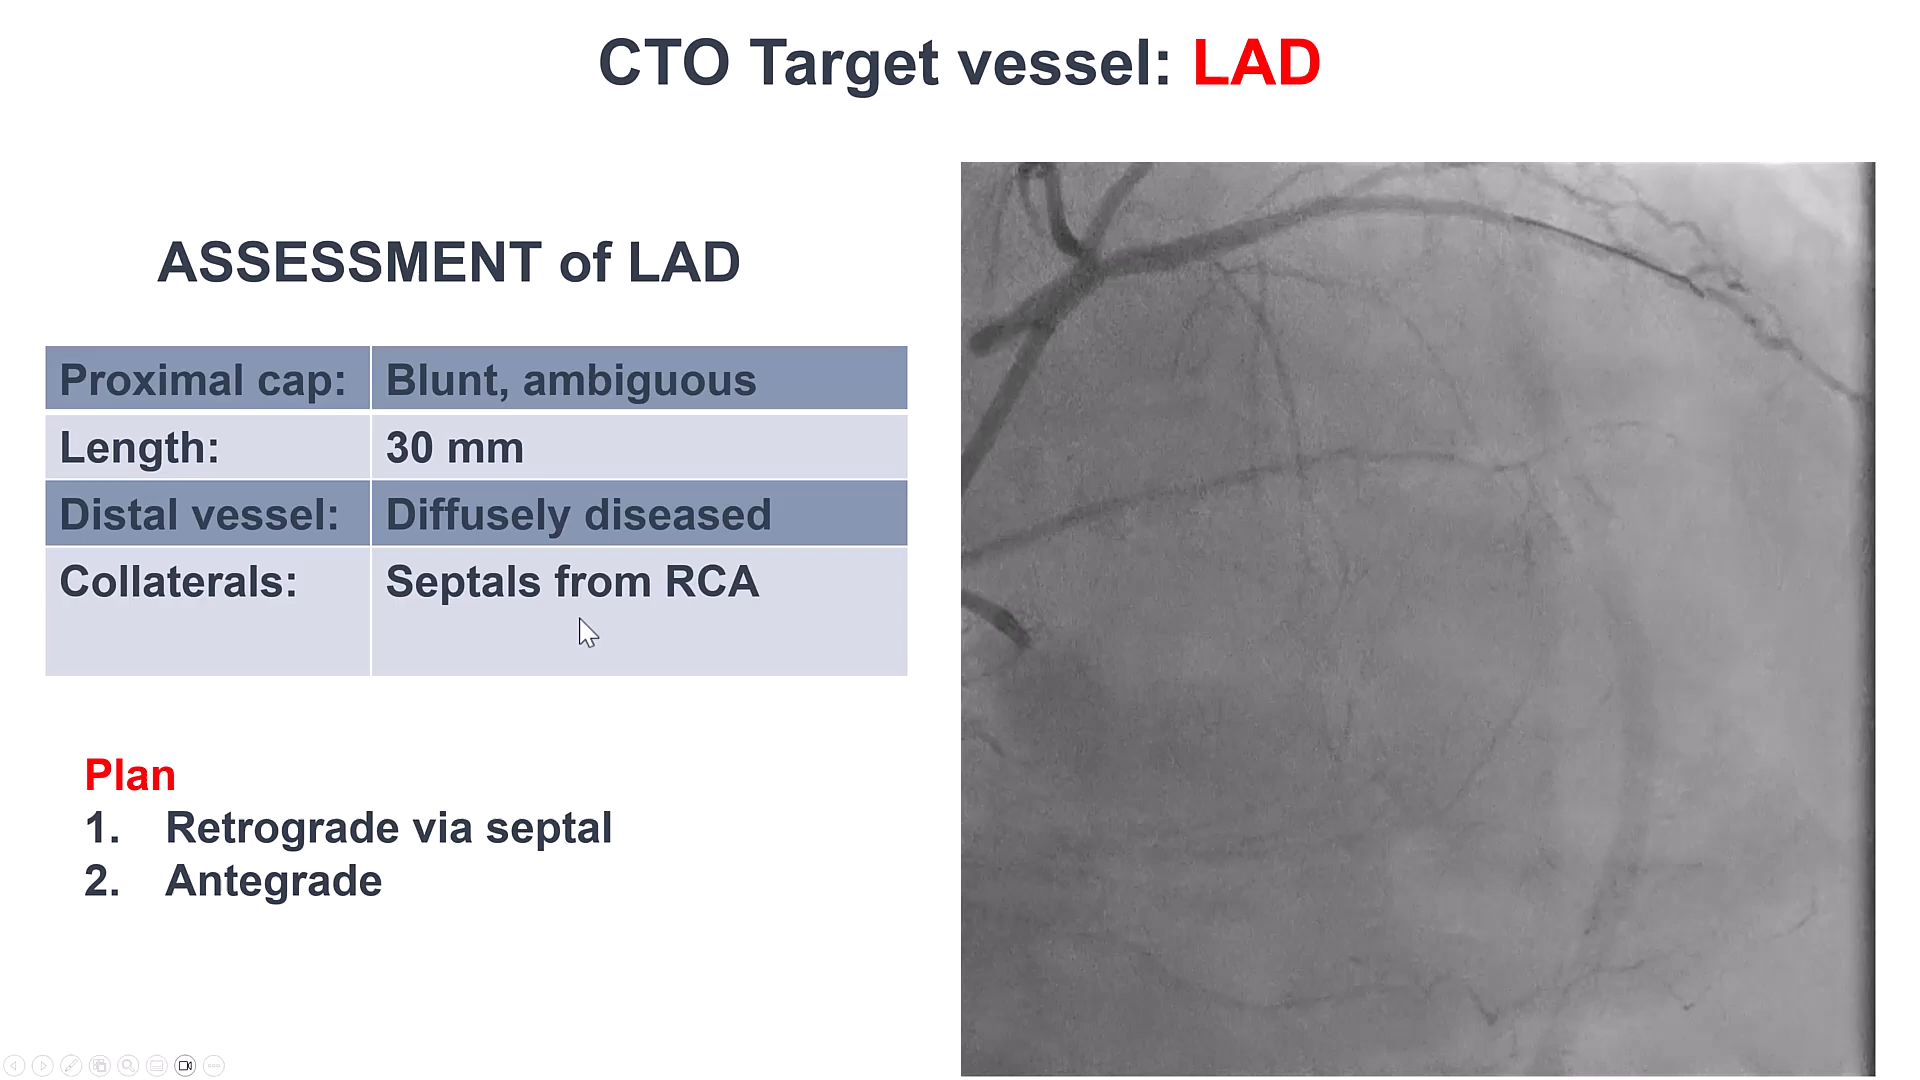 CTO Target vessel: LAD
ASSESSMENT of LAD
Proximal cap: Blunt, ambiguous
Length: 30 mm
Distal vessel: Diffusely diseased
Collaterals: Septals from RCA
Plan
1. Retrograde via septal
2. Antegrade